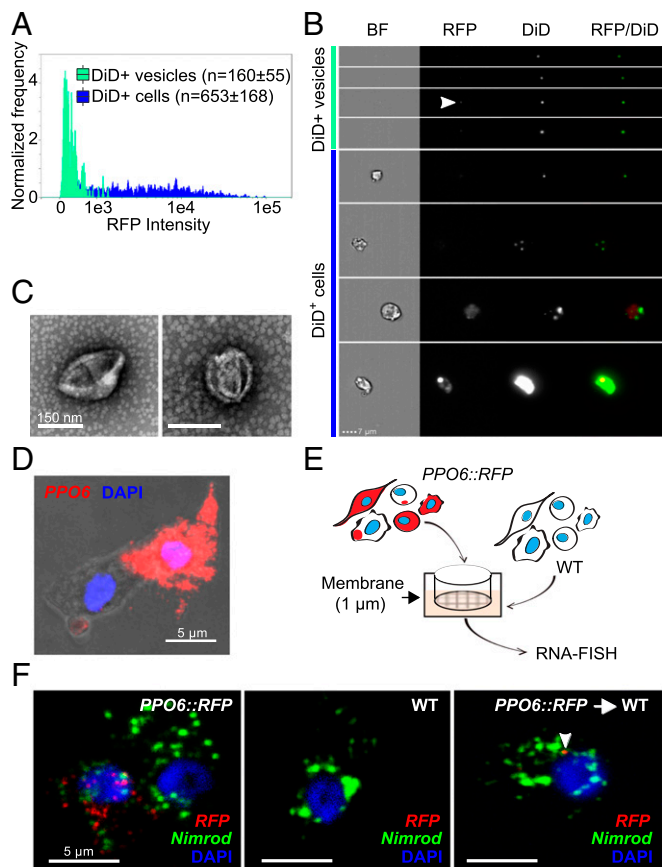 A
Normalized frequency
4
2
0
DiD+ vesicles (n=160±55)
DiD+ cells (n=653±168)
0 1e3 1e4 1e5
RFP Intensity
B
BF RFP DiD RFP/DiD
DiD+ vesicles
DiD+ cells
7 µm
C
150 nm
D
PPO6 DAPI
5 µm
E
PPO6::RFP
WT
Membrane
(1 µm)
RNA-FISH
F
PPO6::RFP
RFP
Nimrod
DAPI
5 µm
WT
RFP
Nimrod
DAPI
PPO6::RFP → WT
RFP
Nimrod
DAPI